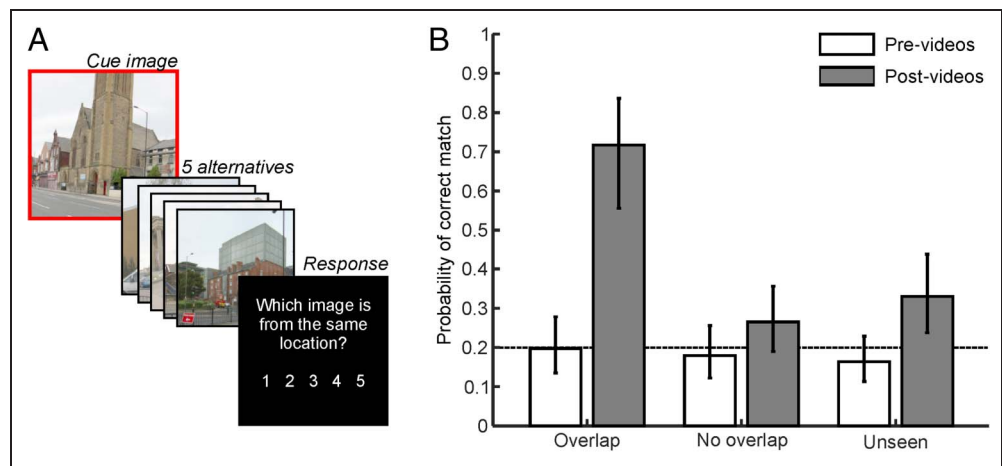 A
Cue image
5 alternatives
Response
Which image is
from the same
location?
1 2 3 4 5
B
Pre-videos
Post-videos
Probability of correct match
1
0.9
0.8
0.7
0.6
0.5
0.4
0.3
0.2
0.1
0
Overlap
No overlap
Unseen